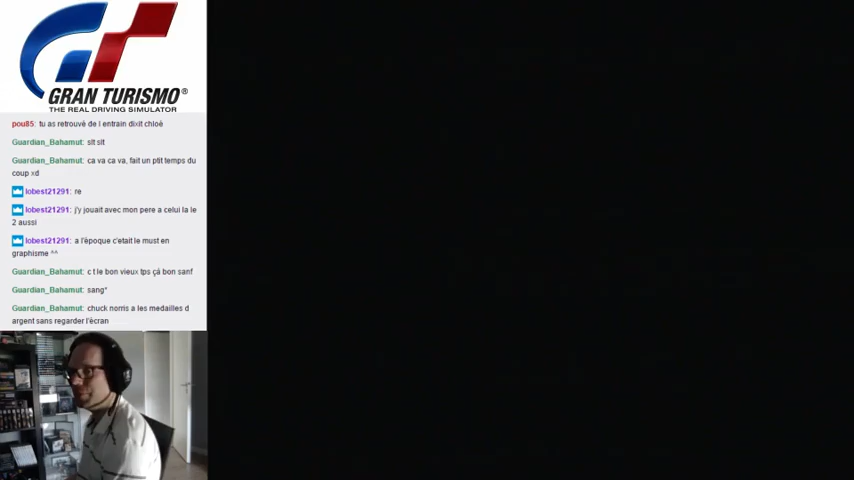 GRAN TURISMO®
THE REAL DRIVING SIMULATOR
pou85: tu as retrouvé de l entrain dixit chloé
Guardian_Bahamut: slt slt
Guardian_Bahamut: ca va ca va, fait un ptit temps du
coup xd
lobest21291: re
lobest21291: j'y jouait avec mon pere a celui la le
2 aussi
lobest21291: a l'époque c'etait le must en
graphisme ^^
Guardian_Bahamut: c t le bon vieux tps çà bon sanf
Guardian_Bahamut: sang*
Guardian_Bahamut: chuck norris a les medailles d
argent sans regarder l'écran